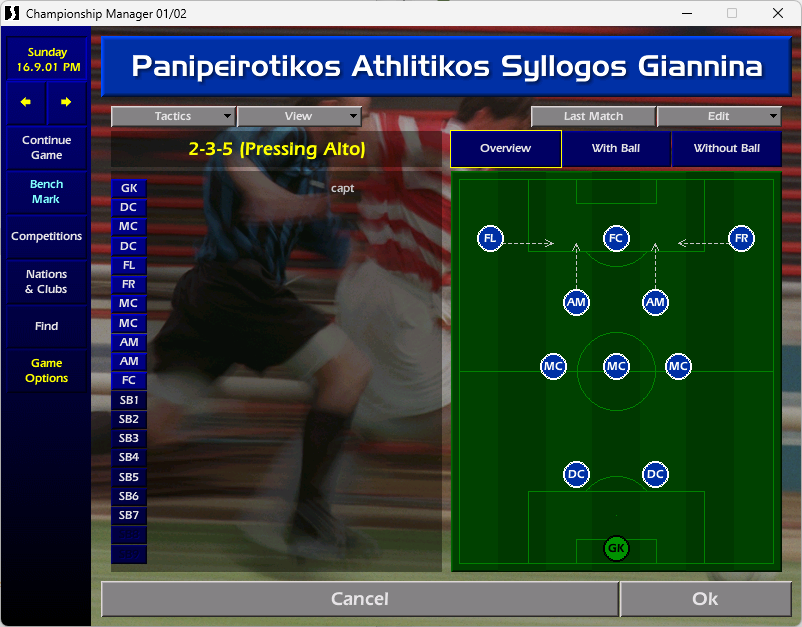 Championship Manager 01/02
Sunday
16.9.01 PM
Continue
Game
Bench
Mark
Competitions
Nations
& Clubs
Find
Game
Options
Panipeirotikos Athlitikos Syllogos Giannina
Tactics
View
Last Match
Edit
2-3-5 (Pressing Alto)
Overview
With Ball
Without Ball
GK capt
DC
MC
DC
FL
FR
MC
MC
AM
AM
FC
SB1
SB2
SB3
SB4
SB5
SB6
SB7
FL FC FR
AM AM
MC MC MC
DC DC
GK
Cancel
Ok